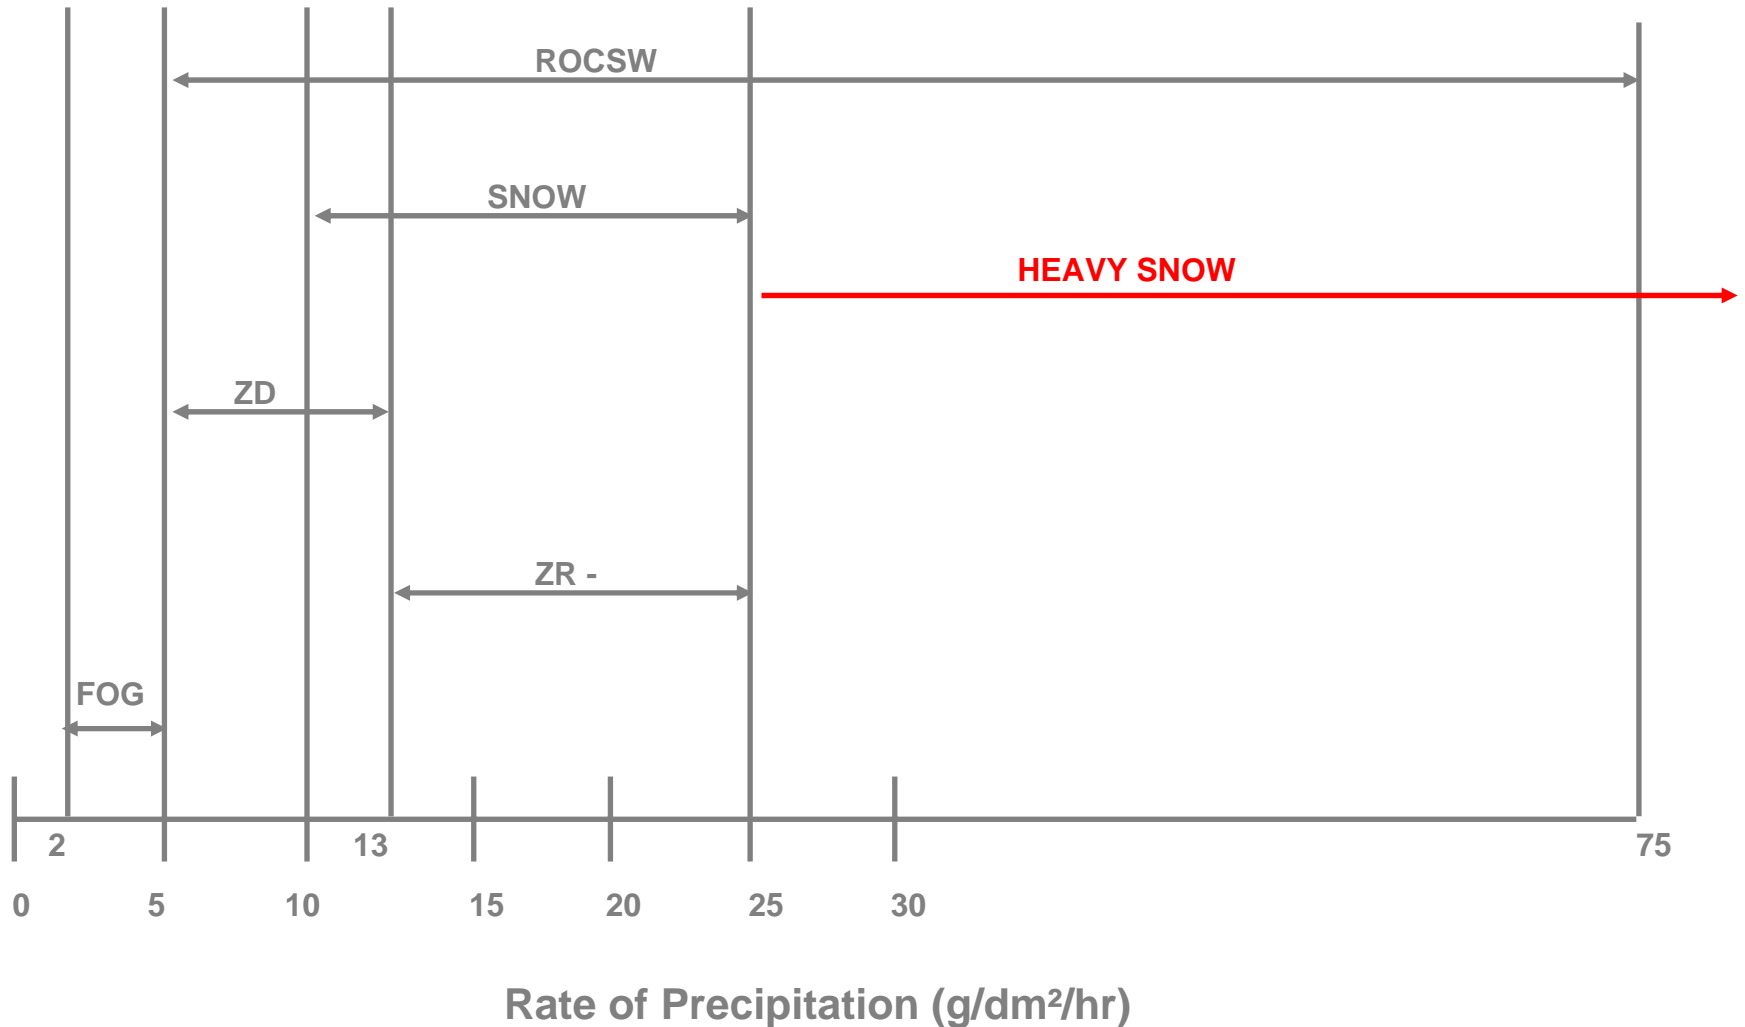 ROCSW
SNOW
HEAVY SNOW
ZD
ZR -
FOG
2 13 75
0 5 10 15 20 25 30
Rate of Precipitation (g/dm²/hr)